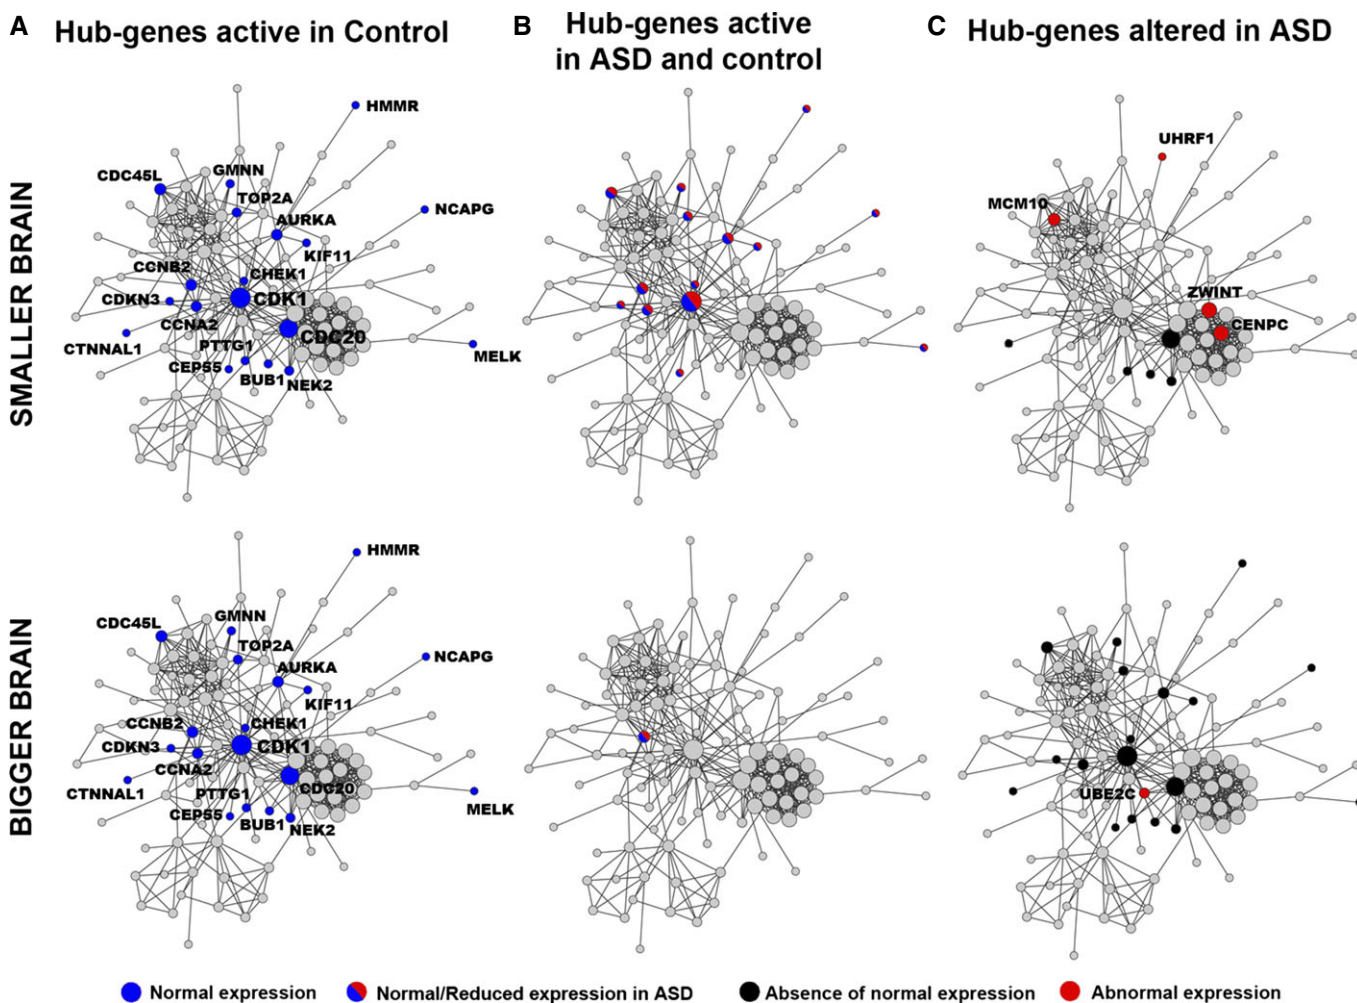 A Hub-genes active in Control
B Hub-genes active
in ASD and control
C Hub-genes altered in ASD
SMALLER BRAIN
HMMR
GMNN
CDC45L
TOP2A
NCAPG
AURKA
KIF11
CCNB2
CHEK1
CDKN3
CDK1
CCNA2
CDC20
CTNNAL1
PTTG1
MELK
CEP55
BUB1
NEK2
UHRF1
MCM10
ZWINT
CENPC
BIGGER BRAIN
HMMR
GMNN
CDC45L
TOP2A
NCAPG
AURKA
KIF11
CCNB2
CHEK1
CDKN3
CDK1
CCNA2
CDC20
CTNNAL1
PTTG1
MELK
CEP55
BUB1
NEK2
UBE2C
Normal expression
Normal/Reduced expression in ASD
Absence of normal expression
Abnormal expression